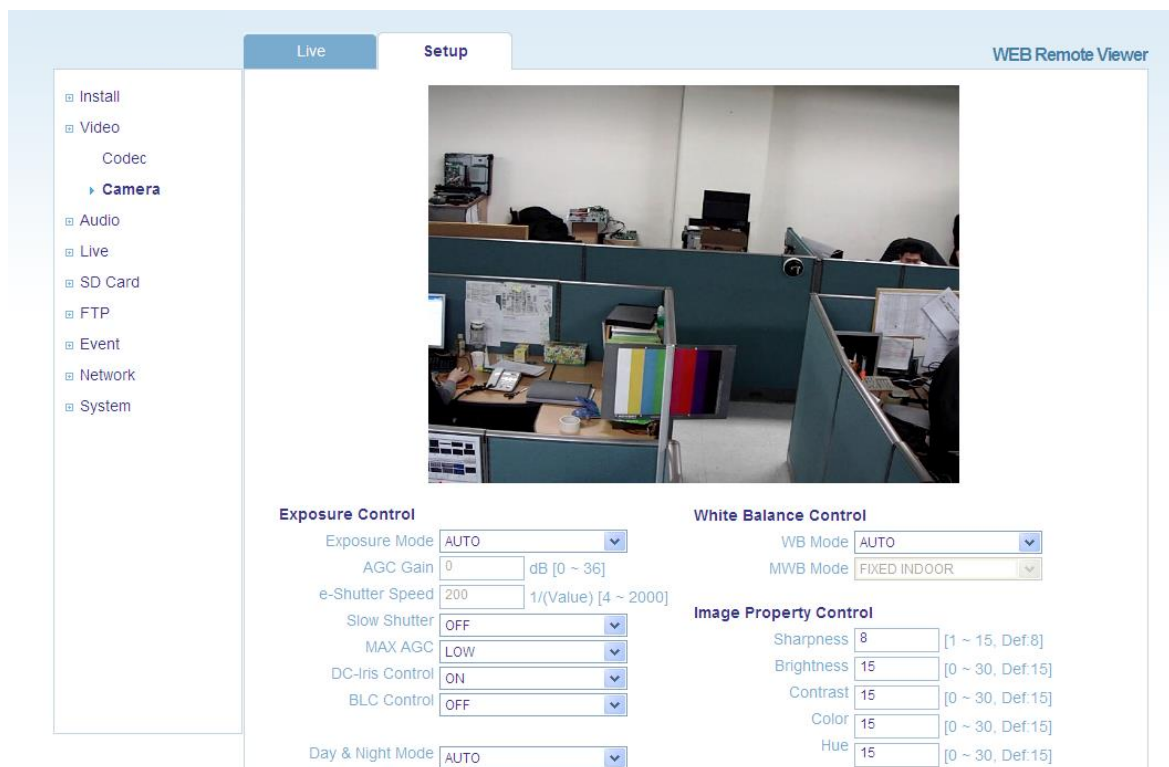 Live
Setup
WEB Remote Viewer
Install
Video
Codec
Camera
Audio
Live
SD Card
FTP
Event
Network
System
Exposure Control
Exposure Mode AUTO
AGC Gain 0 dB [0 ~ 36]
e-Shutter Speed 200 1/(Value) [4 ~ 2000]
Slow Shutter OFF
MAX AGC LOW
DC-Iris Control ON
BLC Control OFF
Day & Night Mode AUTO
White Balance Control
WB Mode AUTO
MWB Mode FIXED INDOOR
Image Property Control
Sharpness 8 [1 ~ 15, Def:8]
Brightness 15 [0 ~ 30, Def:15]
Contrast 15 [0 ~ 30, Def:15]
Color 15 [0 ~ 30, Def:15]
Hue 15 [0 ~ 30, Def:15]